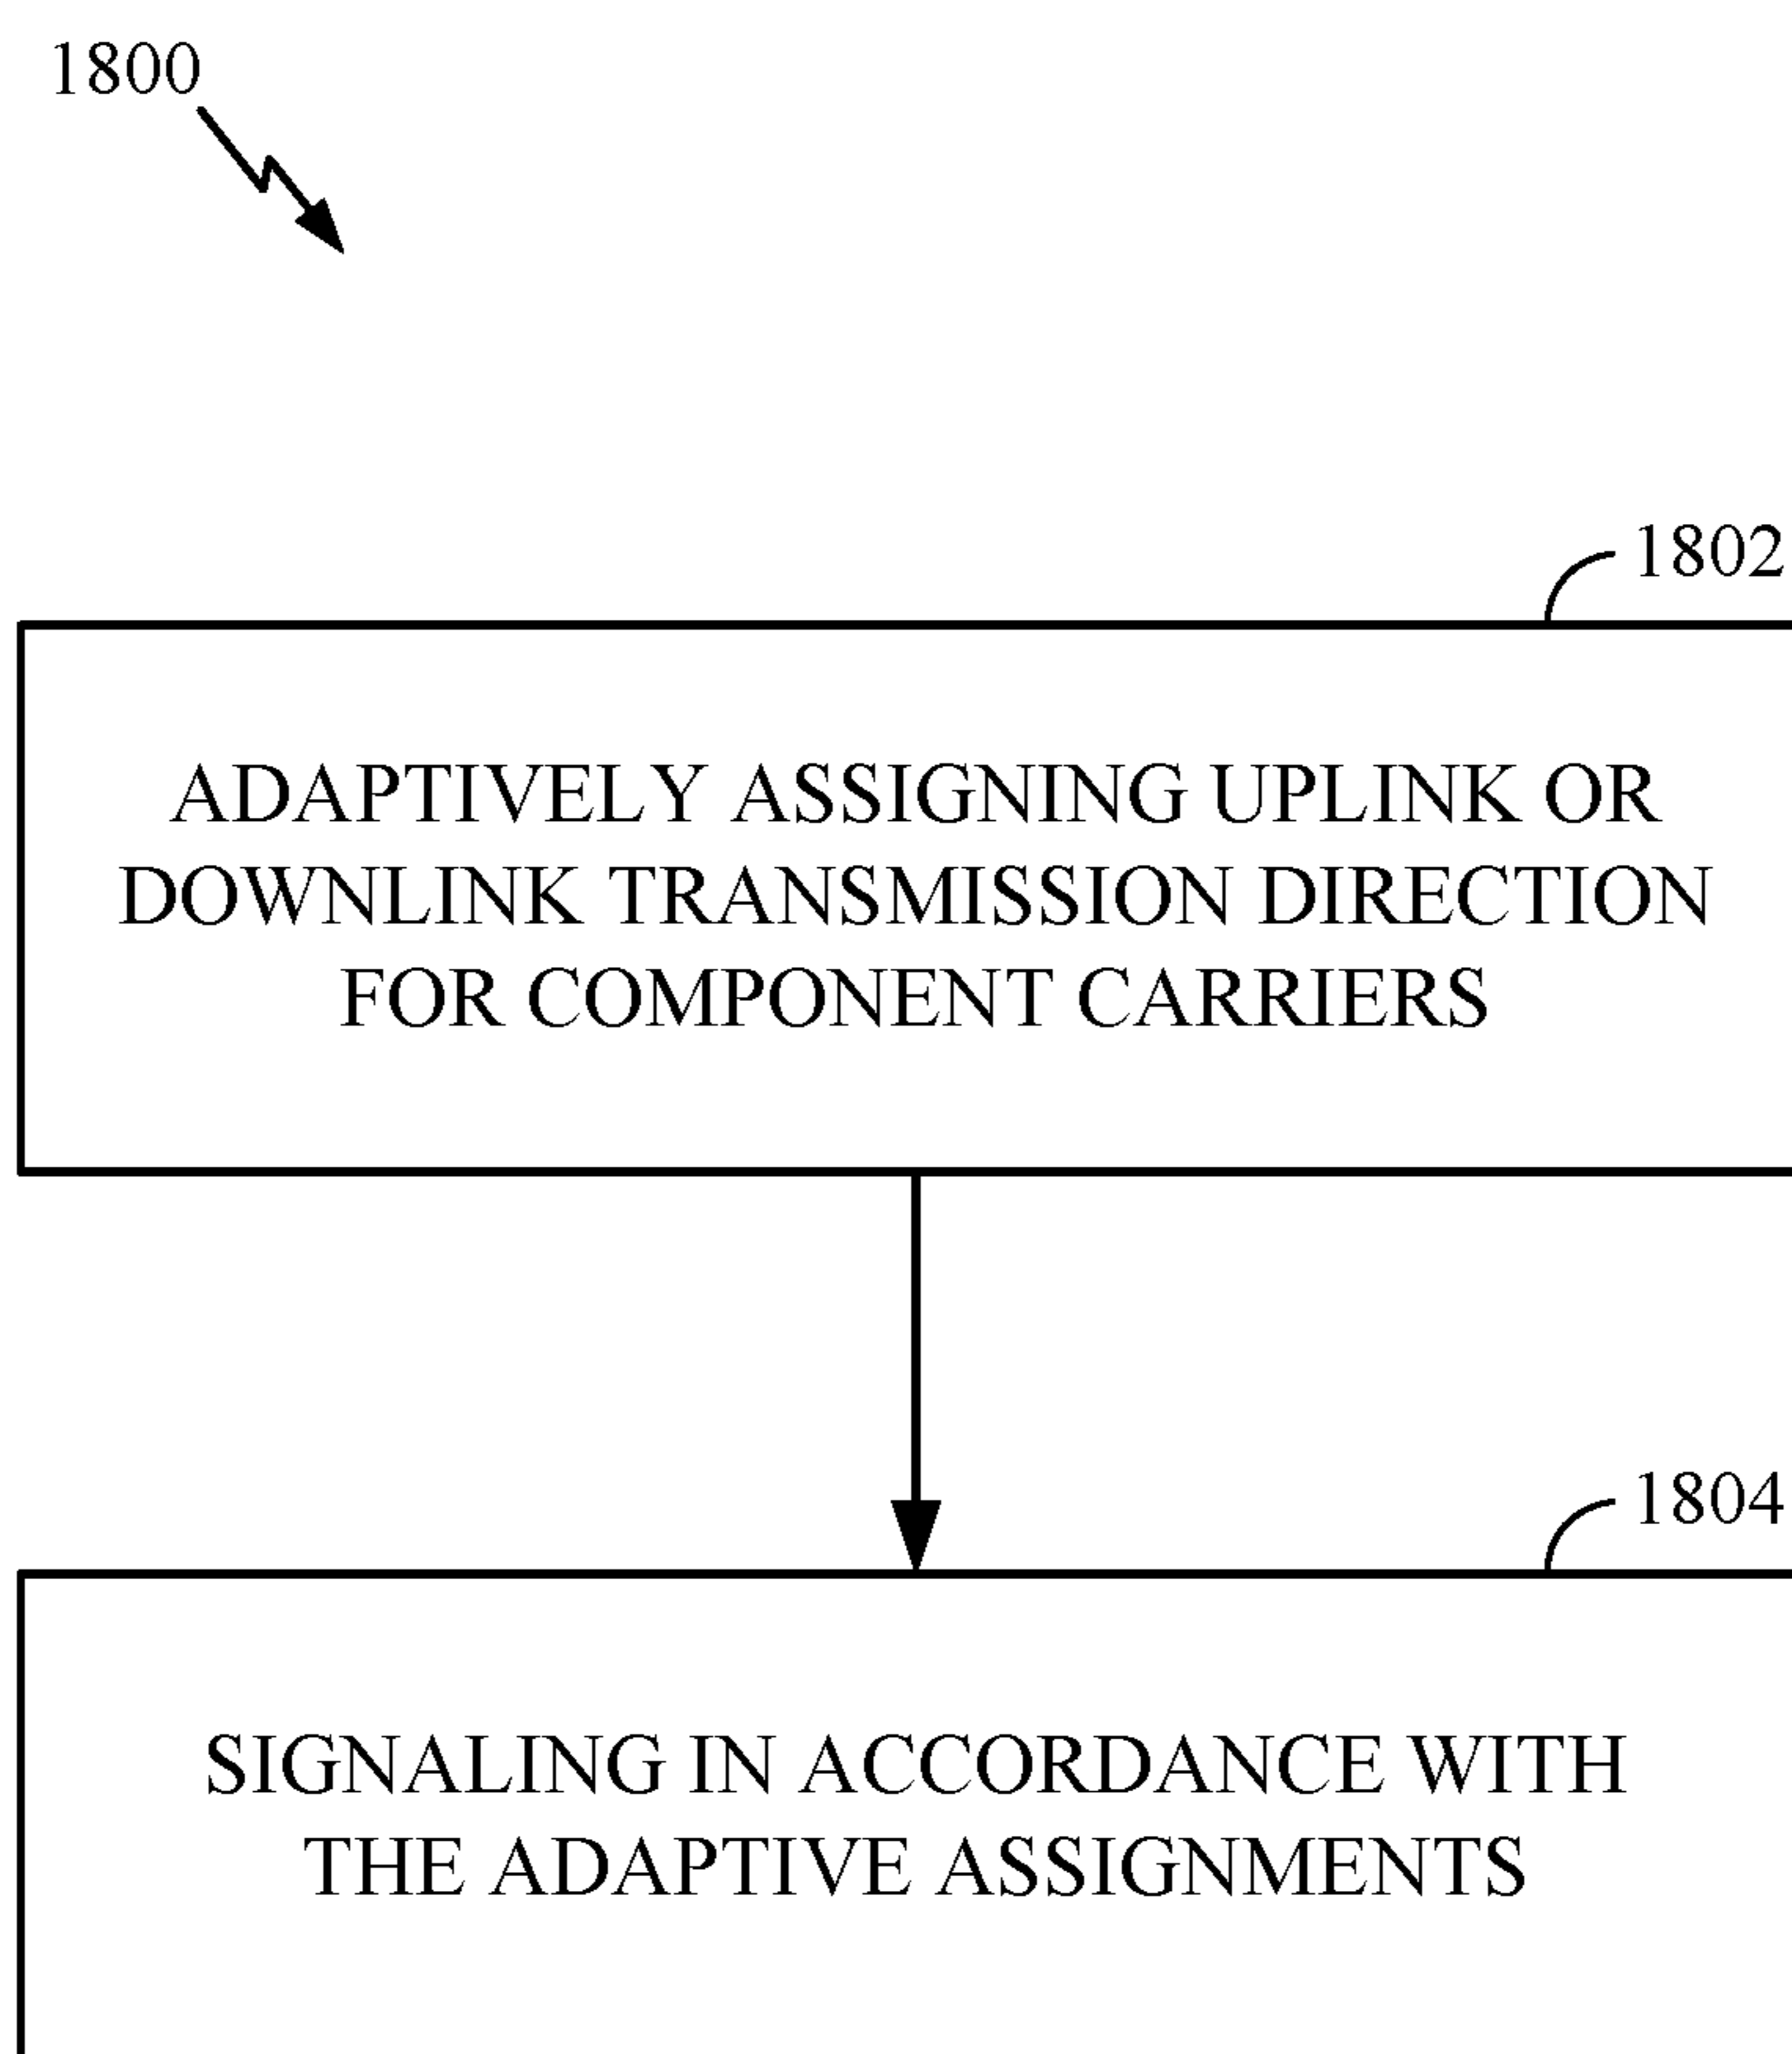 1800
1802
ADAPTIVELY ASSIGNING UPLINK OR
DOWNLINK TRANSMISSION DIRECTION
FOR COMPONENT CARRIERS
1804
SIGNALING IN ACCORDANCE WITH
THE ADAPTIVE ASSIGNMENTS